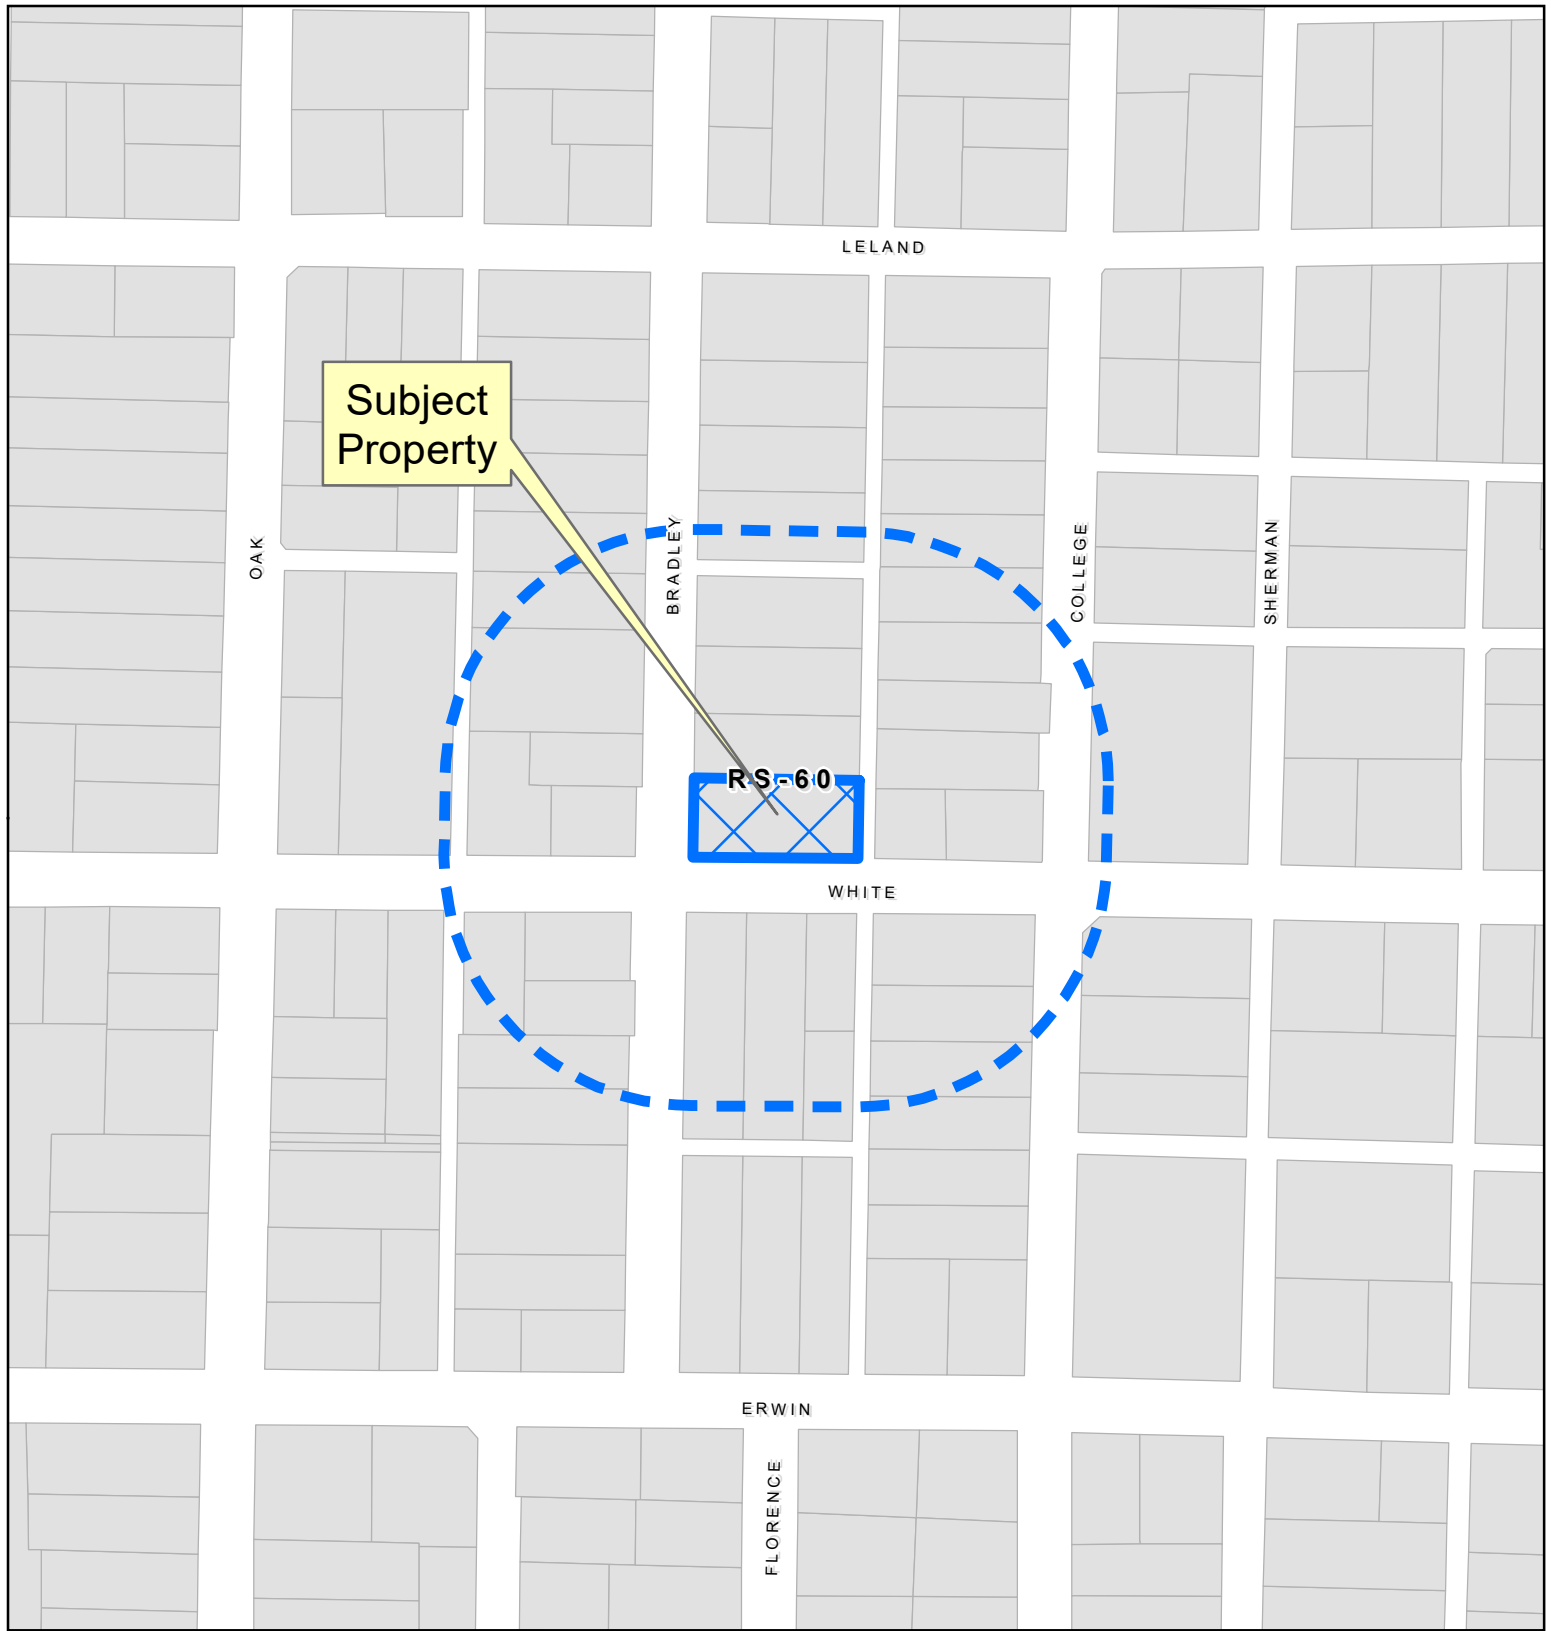 LELAND
Subject
Property
OAK
BRADLEY
COLLEGE
SHERMAN
RS-60
WHITE
ERWIN
FLORENCE